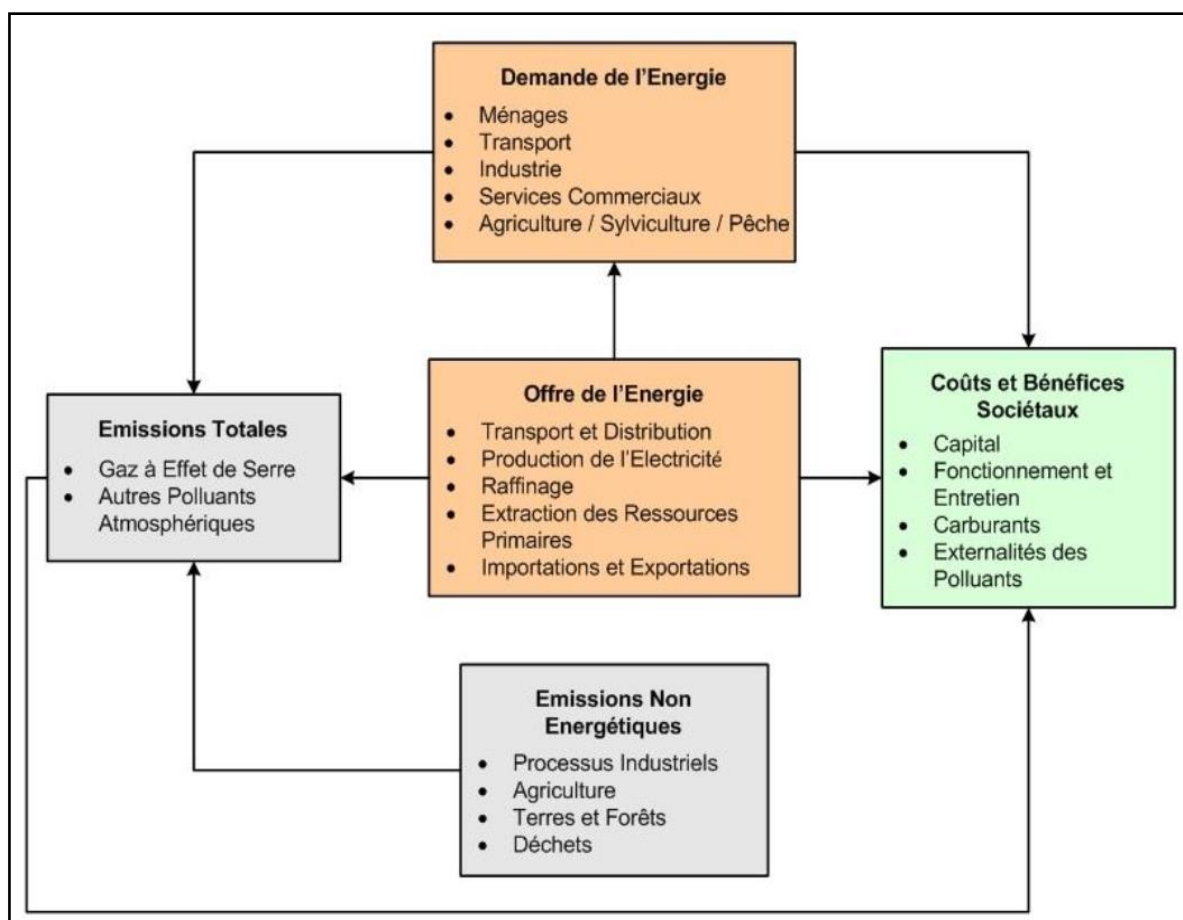 Demande de l'Energie
• Ménages
• Transport
• Industrie
• Services Commerciaux
• Agriculture / Sylviculture / Pêche
Offre de l'Energie
• Transport et Distribution
• Production de l'Electricité
• Raffinage
• Extraction des Ressources
Primaires
• Importations et Exportations
Coûts et Bénéfices
Sociétaux
• Capital
• Fonctionnement et
Entretien
• Carburants
• Externalités des
Polluants
Emissions Totales
• Gaz à Effet de Serre
• Autres Polluants
Atmosphériques
Emissions Non
Energétiques
• Processus Industriels
• Agriculture
• Terres et Forêts
• Déchets